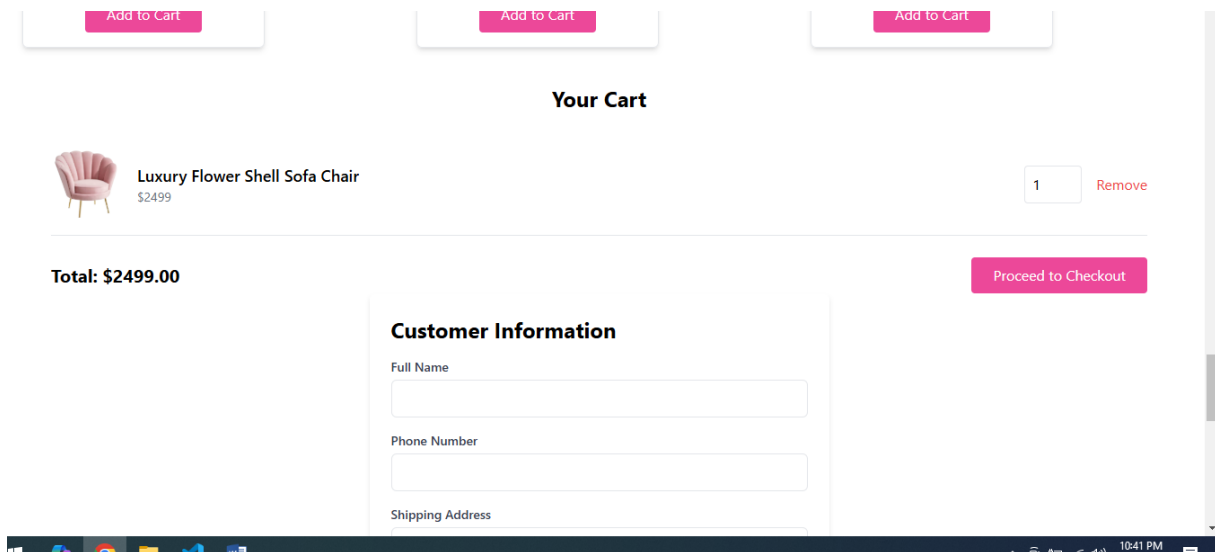 Add to Cart Add to Cart Add to Cart
Your Cart
Luxury Flower Shell Sofa Chair
$2499
1 Remove
Total: $2499.00 Proceed to Checkout
Customer Information
Full Name
Phone Number
Shipping Address
10:41 PM